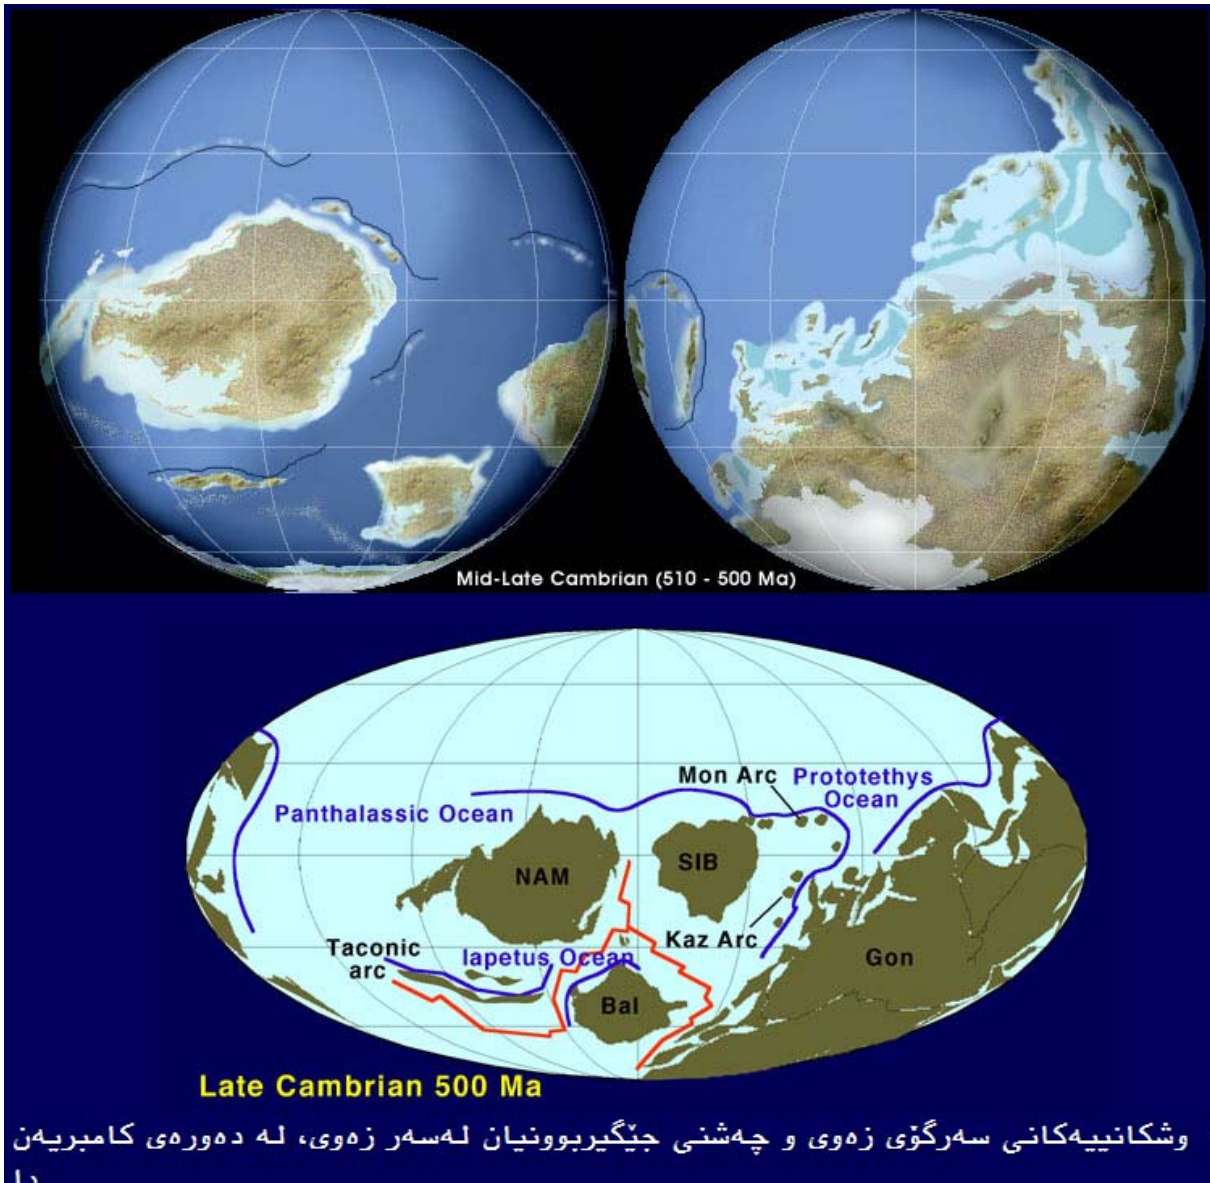 Mid-Late Cambrian (510 - 500 Ma)
Mon Arc
Prototethys
Ocean
Panthalassic Ocean
NAM
SIB
Taconic
arc
Iapetus Ocean
Kaz Arc
Gon
Bal
Late Cambrian 500 Ma
وشکانییەکانی سەرگۆی زەوی و چەشنی جێگیربوونیان لەسەر زەوی، لە دەورەی کامبریەن
دا